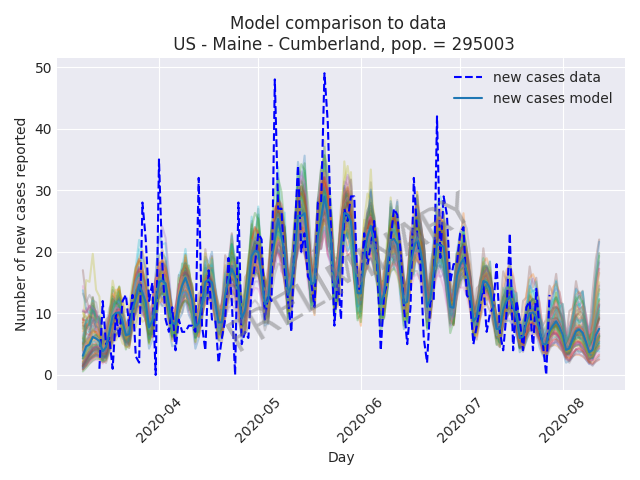 Model comparison to data
US - Maine - Cumberland, pop. = 295003
new cases data
new cases model
Number of new cases reported
50
40
30
20
10
0
2020-04
2020-05
2020-06
2020-07
2020-08
Day